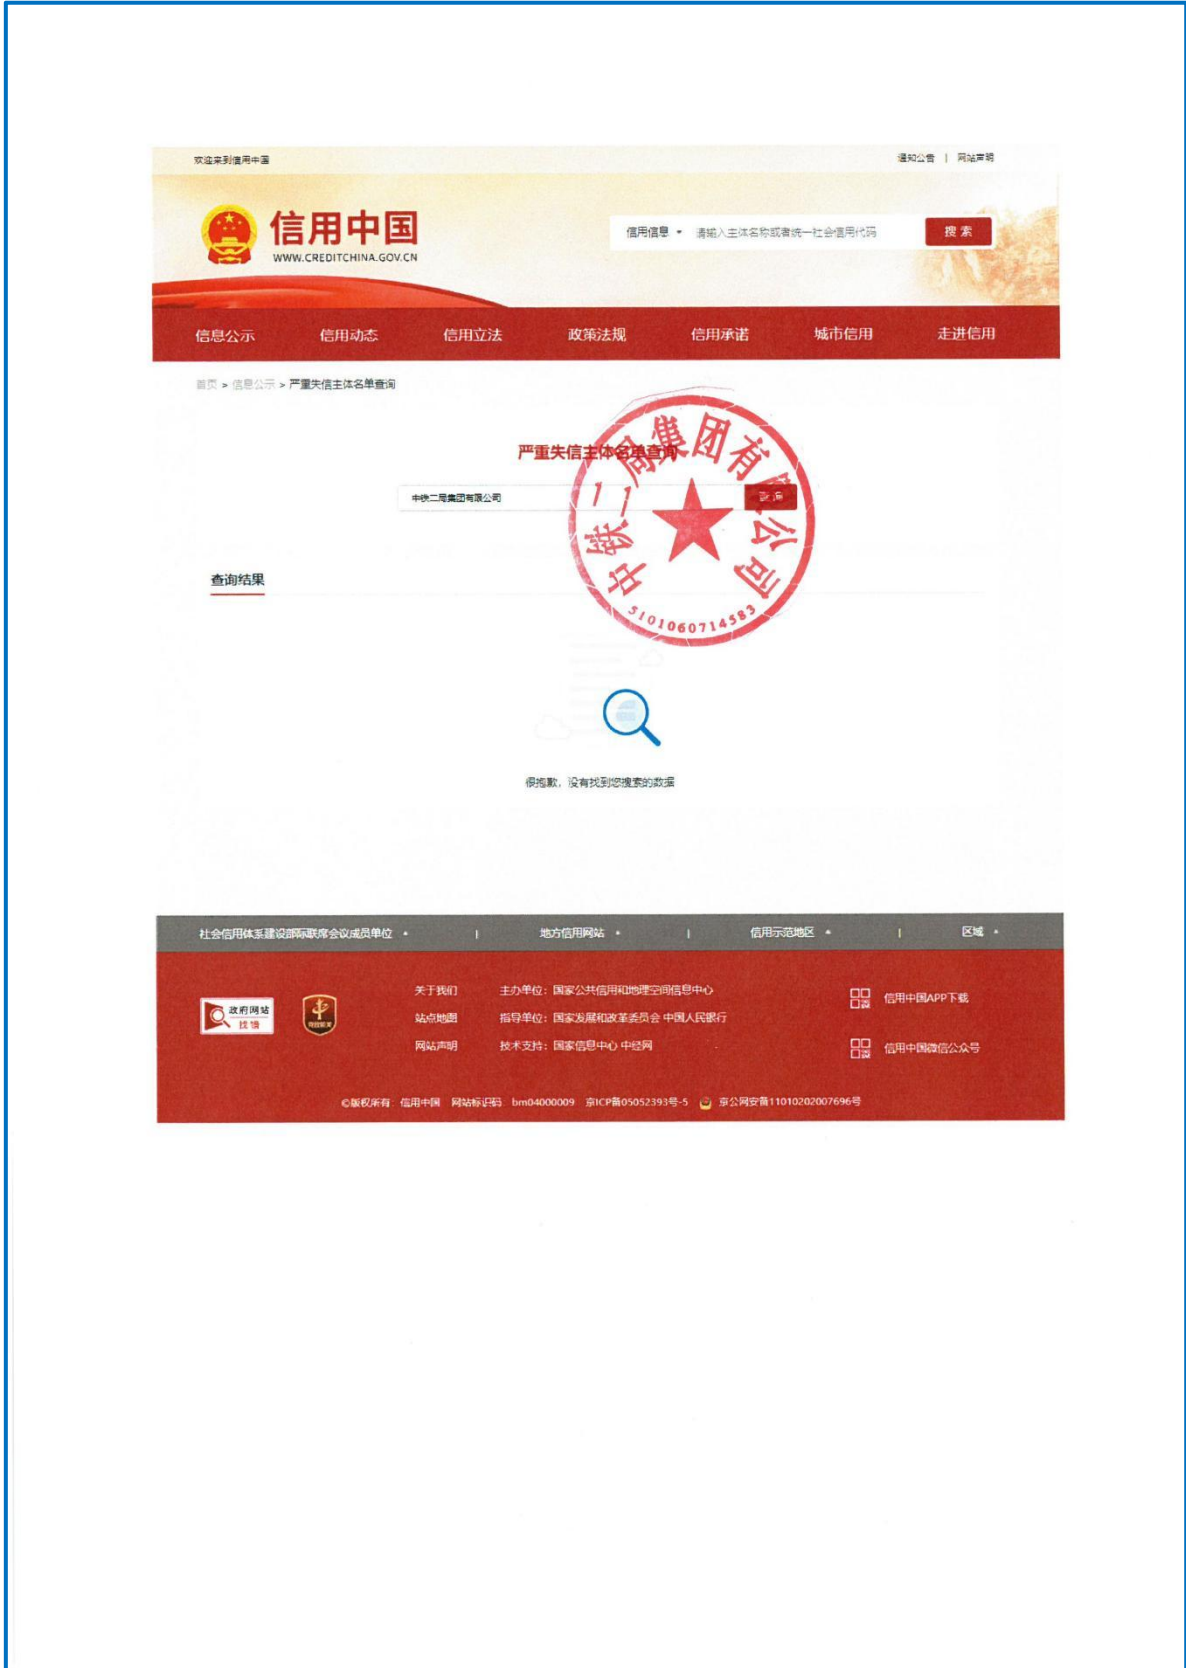 欢迎来到信用中国
通知公告 | 网站声明
信用中国
WWW.CREDITCHINA.GOV.CN
信用信息 请输入主体名称或者统一社会信用代码 搜索
信息公示 信用动态 信用立法 政策法规 信用承诺 城市信用 走进信用
首页 > 信息公示 > 严重失信主体名单查询
严重失信主体名单查询
中铁二局集团有限公司 查询
中铁二局集团有限公司
5101060714583
查询结果
很抱歉，没有找到您搜索的数据
社会信用体系建设部际联席会议成员单位 | 地方信用网站 | 信用示范地区 | 区域
政府网站
找错
党政机关
关于我们 主办单位：国家公共信用和地理空间信息中心
站点地图 指导单位：国家发展和改革委员会 中国人民银行
网站声明 技术支持：国家信息中心 中经网
信用中国APP下载
信用中国微信公众号
©版权所有：信用中国 网站标识码 bm04000009 京ICP备05052393号-5 京公网安备11010202007696号